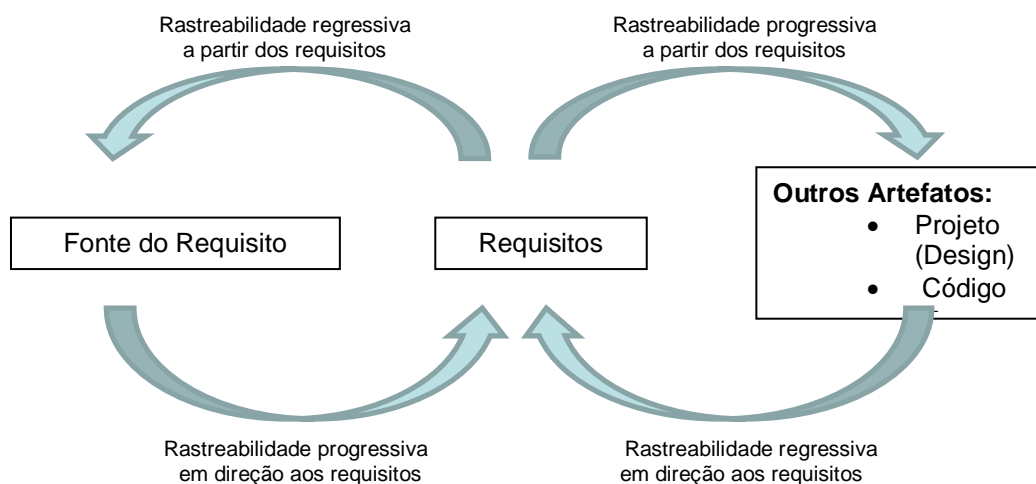 Rastreabilidade regressiva
a partir dos requisitos
Rastreabilidade progressiva
a partir dos requisitos
Fonte do Requisito
Requisitos
Outros Artefatos:
• Projeto
(Design)
• Código
Rastreabilidade progressiva
em direção aos requisitos
Rastreabilidade regressiva
em direção aos requisitos